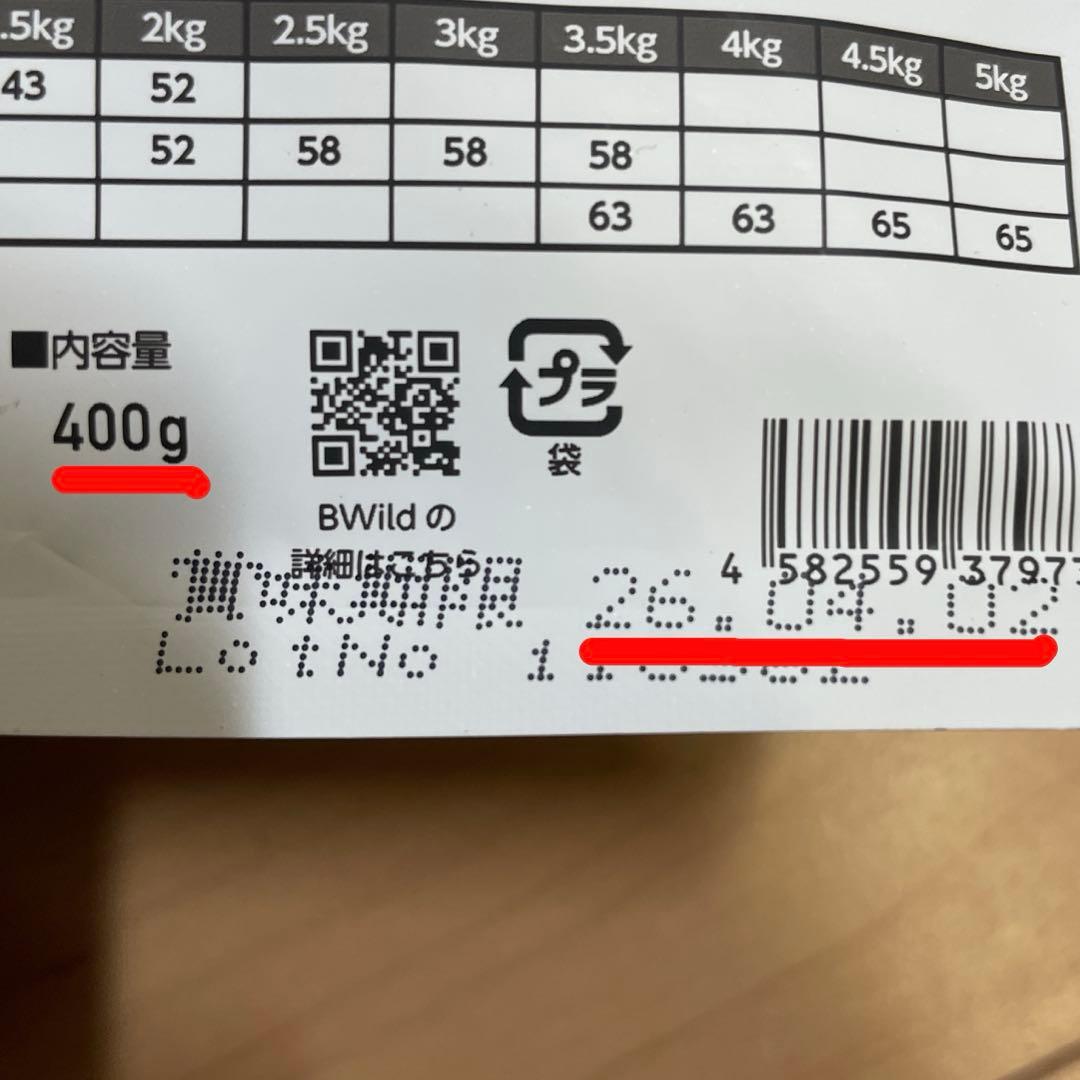 .5kg 2kg 2.5kg 3kg 3.5kg 4kg 4.5kg 5kg
43 52
52 58 58 58
63 63 65 65
■内容量
400g
プラ
袋
BWildの
詳細はこちら
4 582559 3797
賞味期限 26.04.02
LotNo